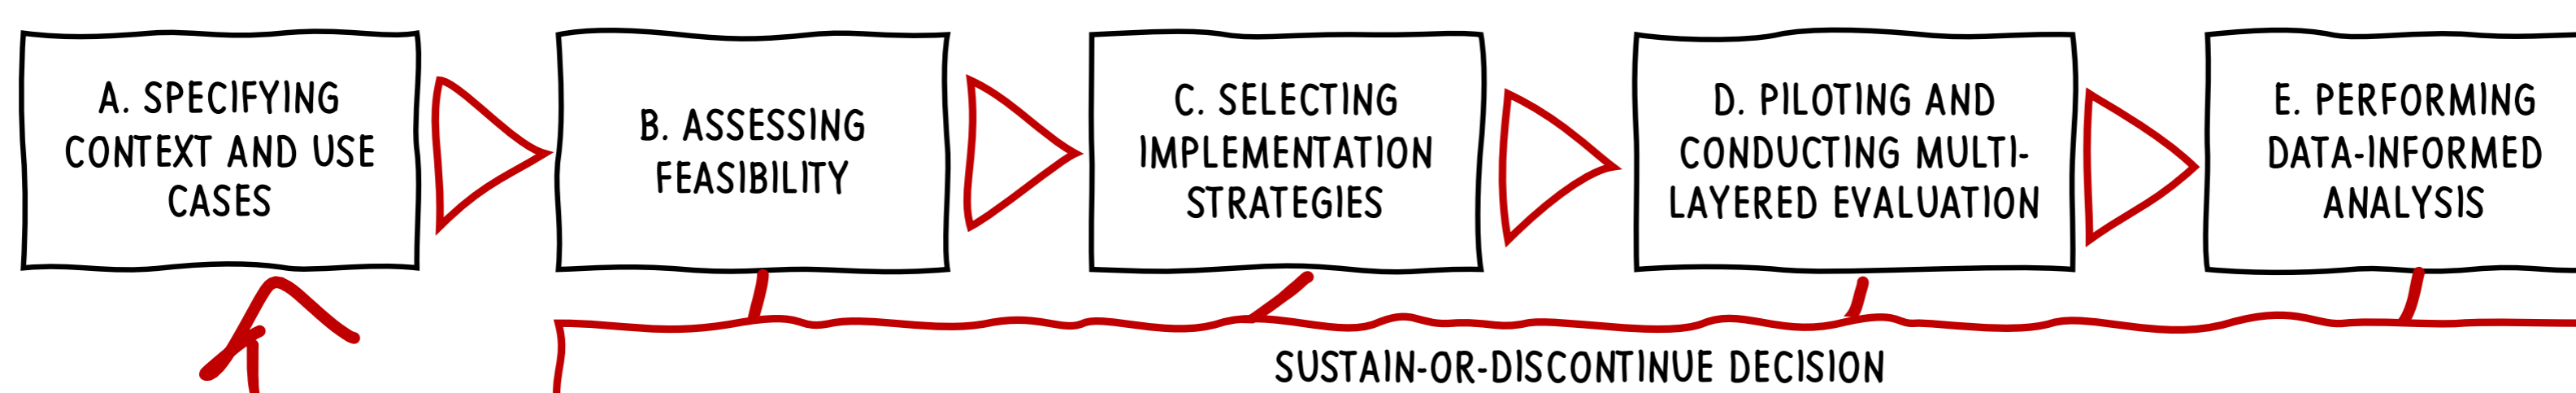 A. SPECIFYING
CONTEXT AND USE
CASES
B. ASSESSING
FEASIBILITY
C. SELECTING
IMPLEMENTATION
STRATEGIES
D. PILOTING AND
CONDUCTING MULTI-
LAYERED EVALUATION
E. PERFORMING
DATA-INFORMED
ANALYSIS
SUSTAIN-OR-DISCONTINUE DECISION